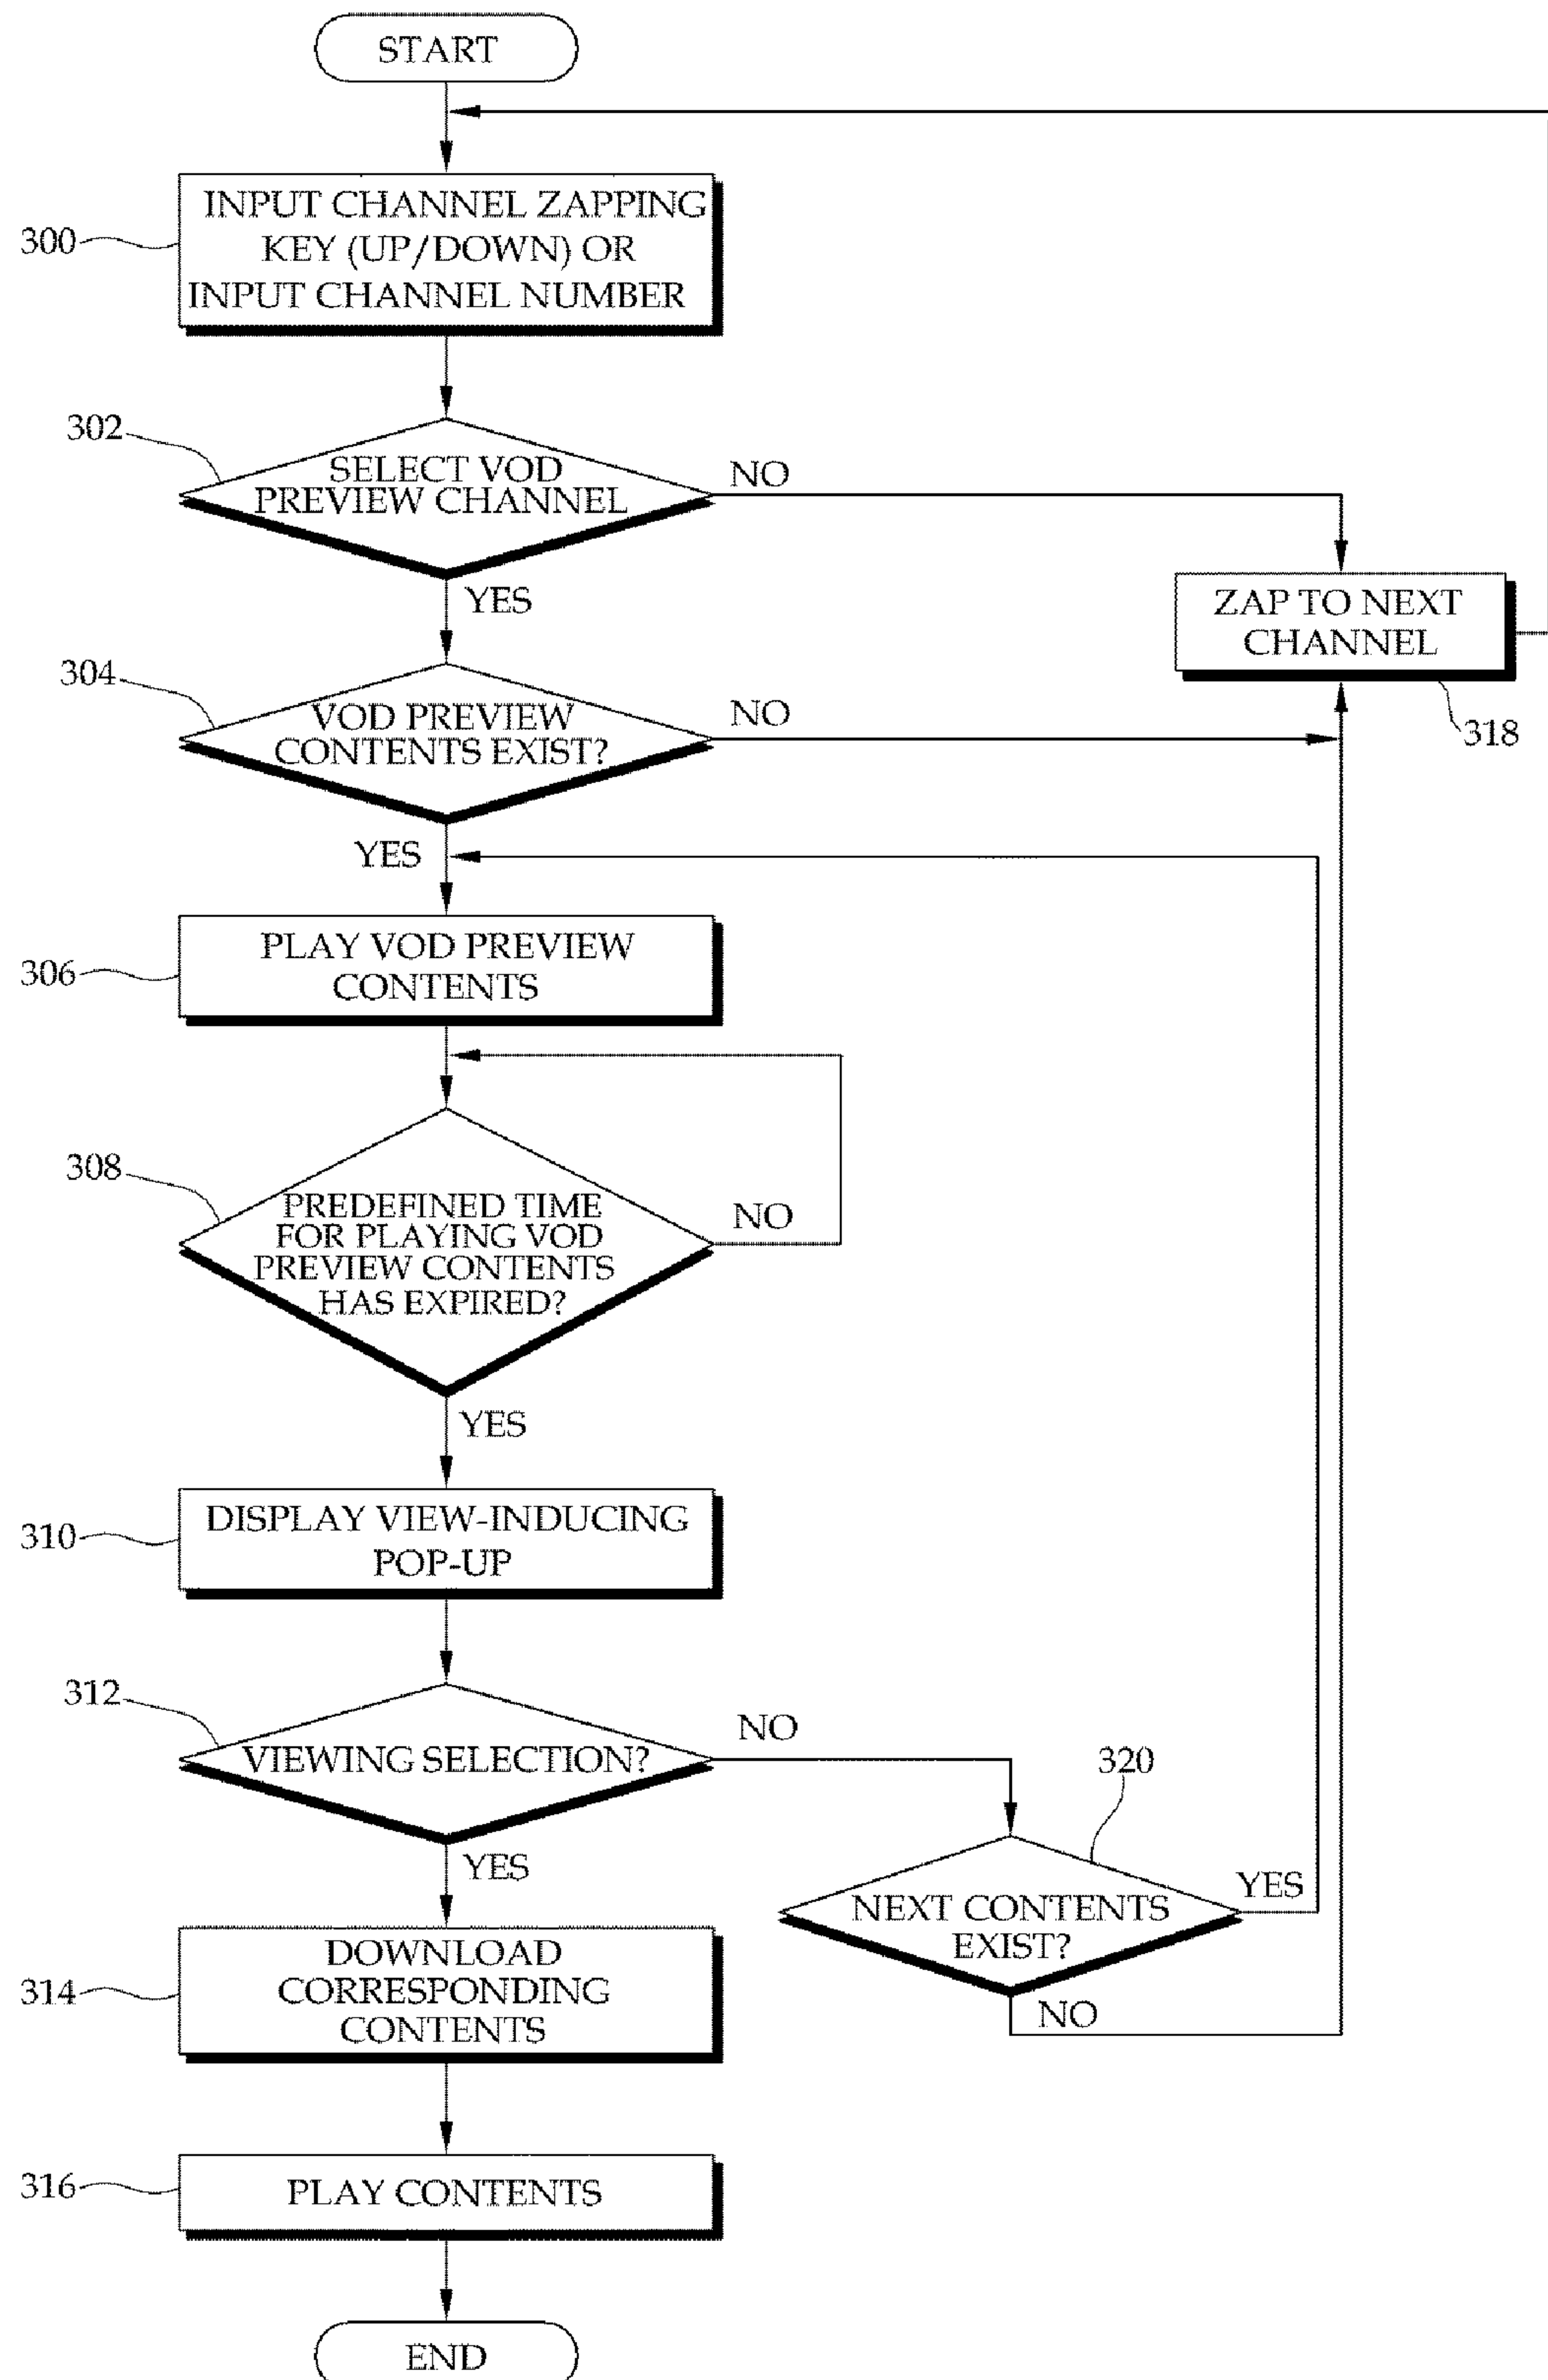 START
300
INPUT CHANNEL ZAPPING
KEY (UP/DOWN) OR
INPUT CHANNEL NUMBER
302
SELECT VOD
PREVIEW CHANNEL
NO
YES
ZAP TO NEXT
CHANNEL
318
304
VOD PREVIEW
CONTENTS EXIST?
NO
YES
306
PLAY VOD PREVIEW
CONTENTS
308
PREDEFINED TIME
FOR PLAYING VOD
PREVIEW CONTENTS
HAS EXPIRED?
NO
YES
310
DISPLAY VIEW-INDUCING
POP-UP
312
VIEWING SELECTION?
NO
YES
320
NEXT CONTENTS
EXIST?
YES
NO
314
DOWNLOAD
CORRESPONDING
CONTENTS
316
PLAY CONTENTS
END